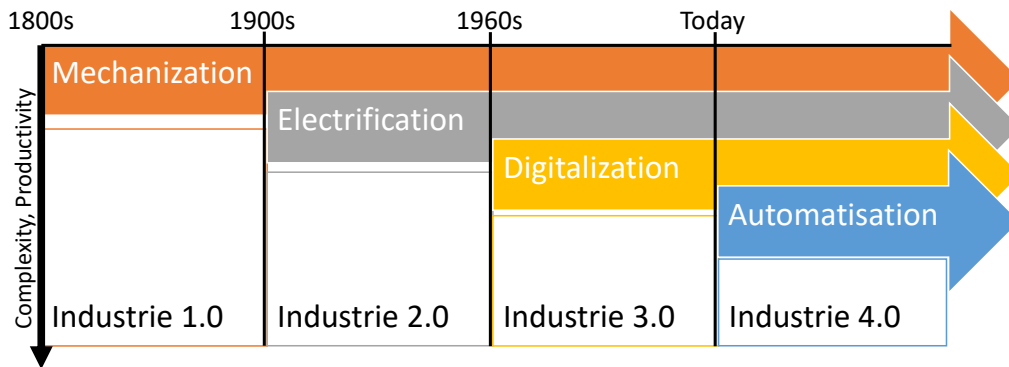 1800s
1900s
1960s
Today
Mechanization
Electrification
Digitalization
Automatisation
Complexity, Productivity
Industrie 1.0
Industrie 2.0
Industrie 3.0
Industrie 4.0